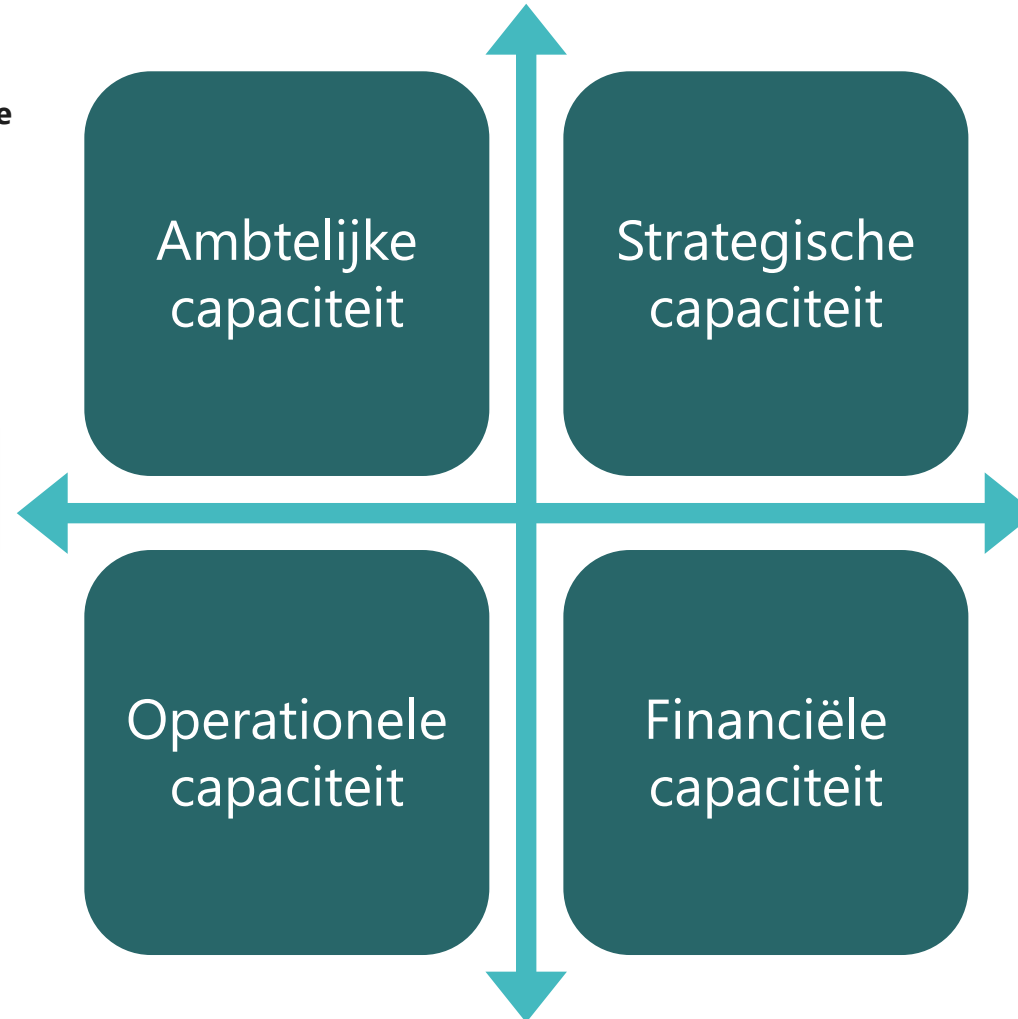 Ambtelijke
capaciteit
Strategische
capaciteit
Operationele
capaciteit
Financiële
capaciteit